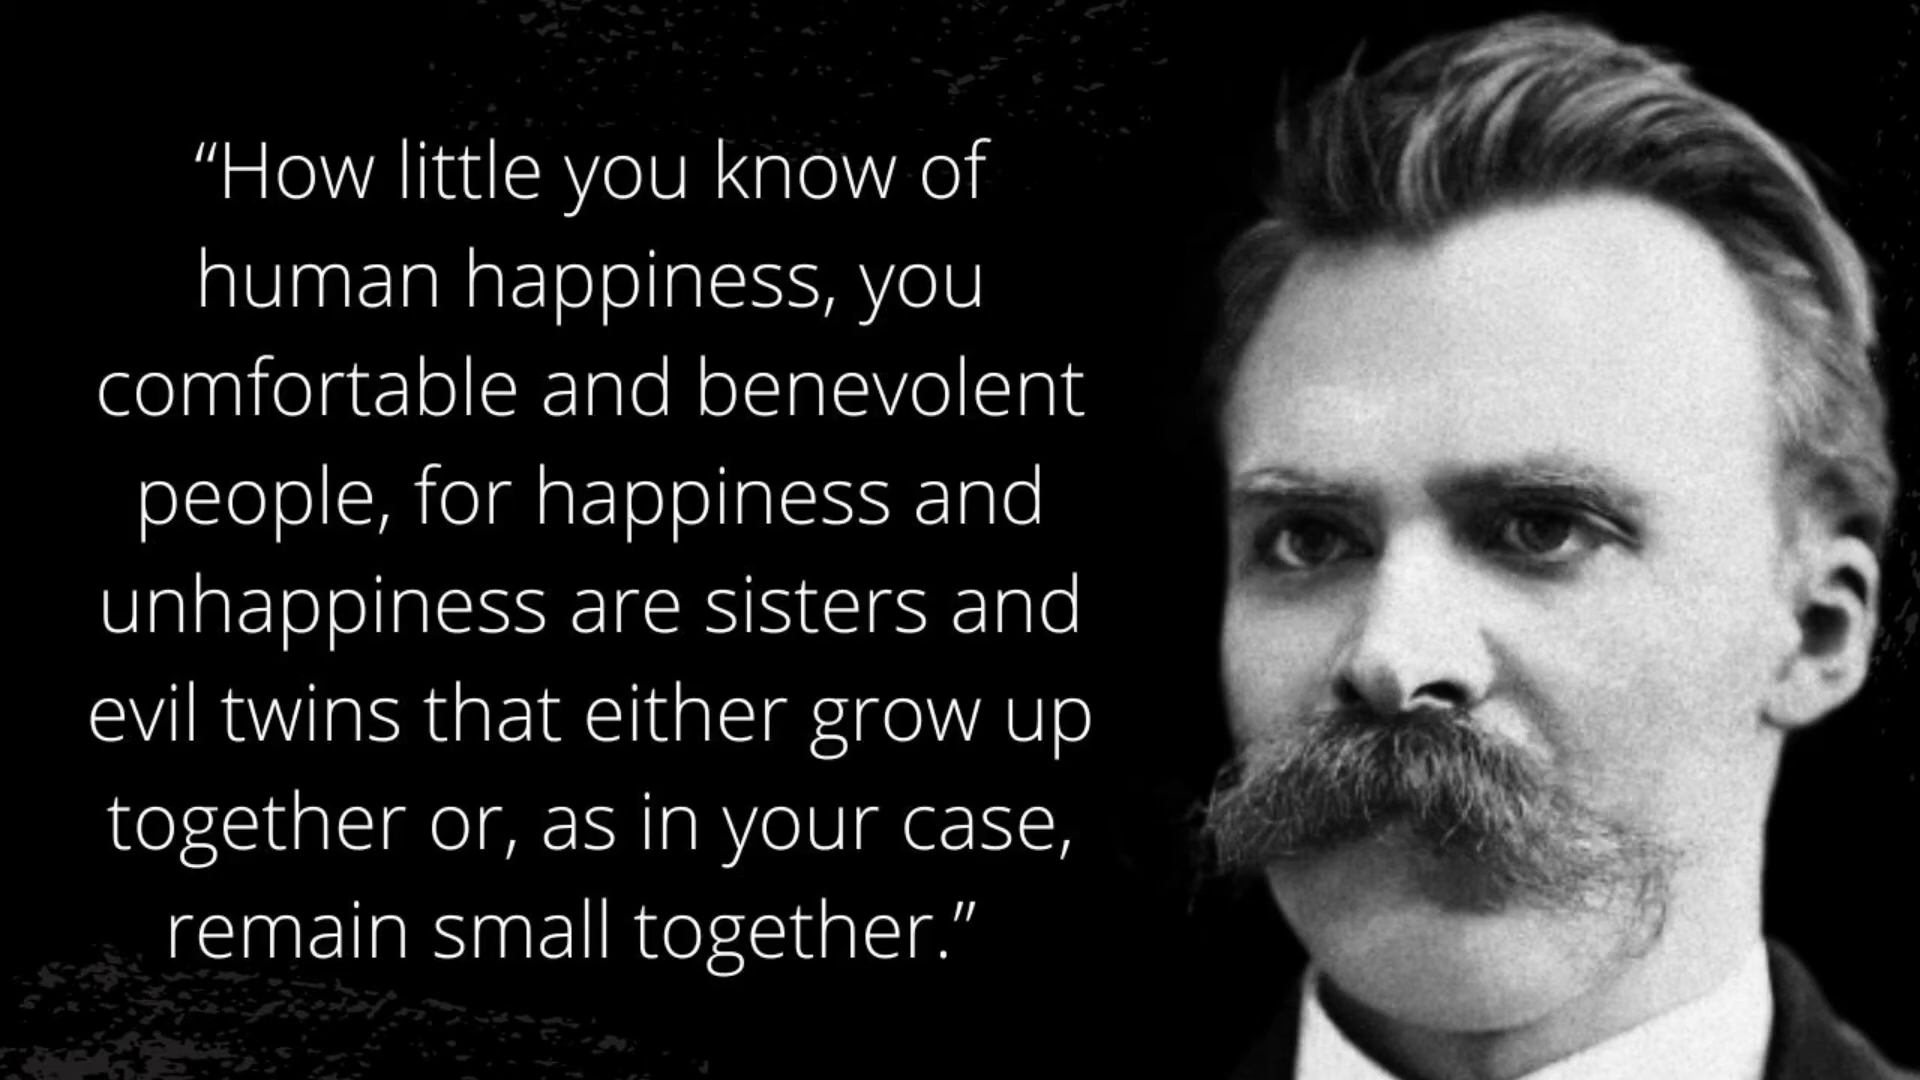 “How little you know of
human happiness, you
comfortable and benevolent
people, for happiness and
unhappiness are sisters and
evil twins that either grow up
together or, as in your case,
remain small together.”